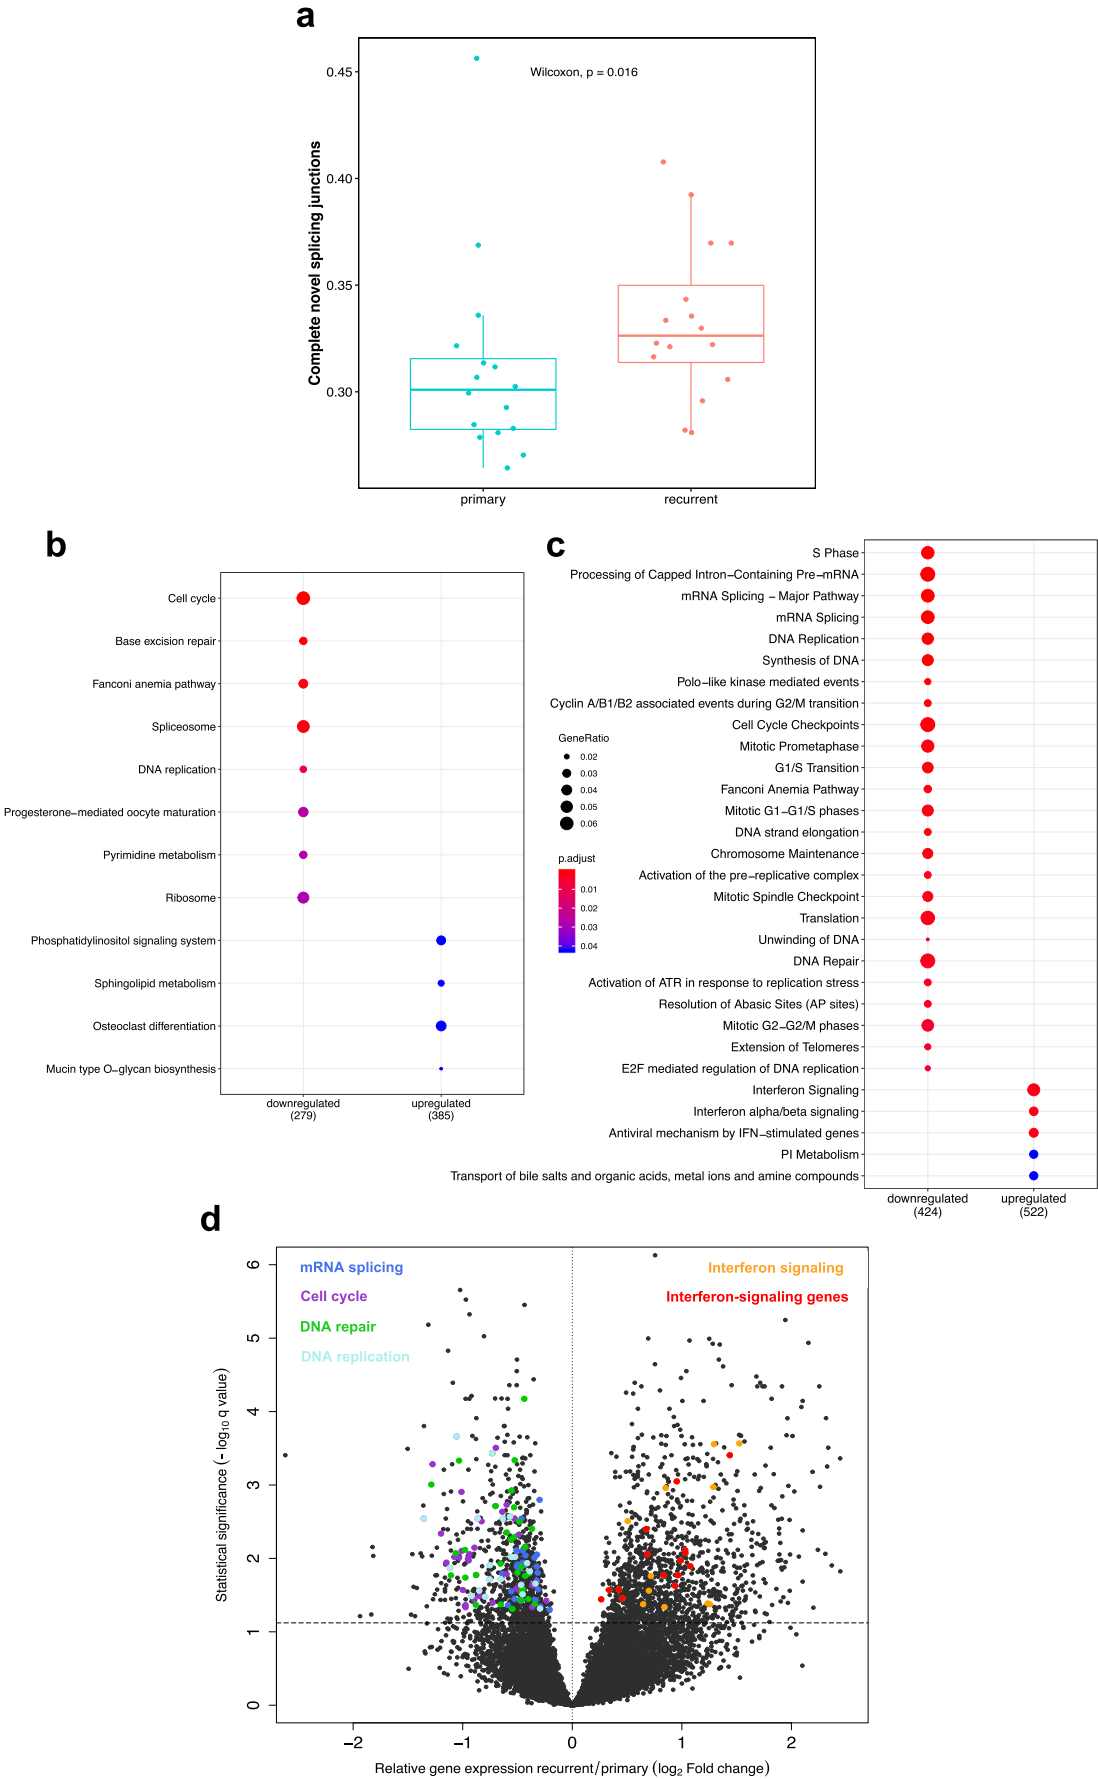 a
Wilcoxon, p = 0.016
Complete novel splicing junctions
0.45
0.40
0.35
0.30
primary
recurrent
b
Cell cycle
Base excision repair
Fanconi anemia pathway
Spliceosome
DNA replication
Progesterone−mediated oocyte maturation
Pyrimidine metabolism
Ribosome
Phosphatidylinositol signaling system
Sphingolipid metabolism
Osteoclast differentiation
Mucin type O−glycan biosynthesis
downregulated
(279)
upregulated
(385)
GeneRatio
0.02
0.03
0.04
0.05
0.06
p.adjust
0.01
0.02
0.03
0.04
c
S Phase
Processing of Capped Intron−Containing Pre−mRNA
mRNA Splicing − Major Pathway
mRNA Splicing
DNA Replication
Synthesis of DNA
Polo−like kinase mediated events
Cyclin A/B1/B2 associated events during G2/M transition
Cell Cycle Checkpoints
Mitotic Prometaphase
G1/S Transition
Fanconi Anemia Pathway
Mitotic G1−G1/S phases
DNA strand elongation
Chromosome Maintenance
Activation of the pre−replicative complex
Mitotic Spindle Checkpoint
Translation
Unwinding of DNA
DNA Repair
Activation of ATR in response to replication stress
Resolution of Abasic Sites (AP sites)
Mitotic G2−G2/M phases
Extension of Telomeres
E2F mediated regulation of DNA replication
Interferon Signaling
Interferon alpha/beta signaling
Antiviral mechanism by IFN−stimulated genes
PI Metabolism
Transport of bile salts and organic acids, metal ions and amine compounds
downregulated
(424)
upregulated
(522)
d
mRNA splicing
Cell cycle
DNA repair
DNA replication
Interferon signaling
Interferon-signaling genes
Statistical significance (- log10 q value)
6
5
4
3
2
1
0
−2
−1
0
1
2
Relative gene expression recurrent/primary (log2 Fold change)